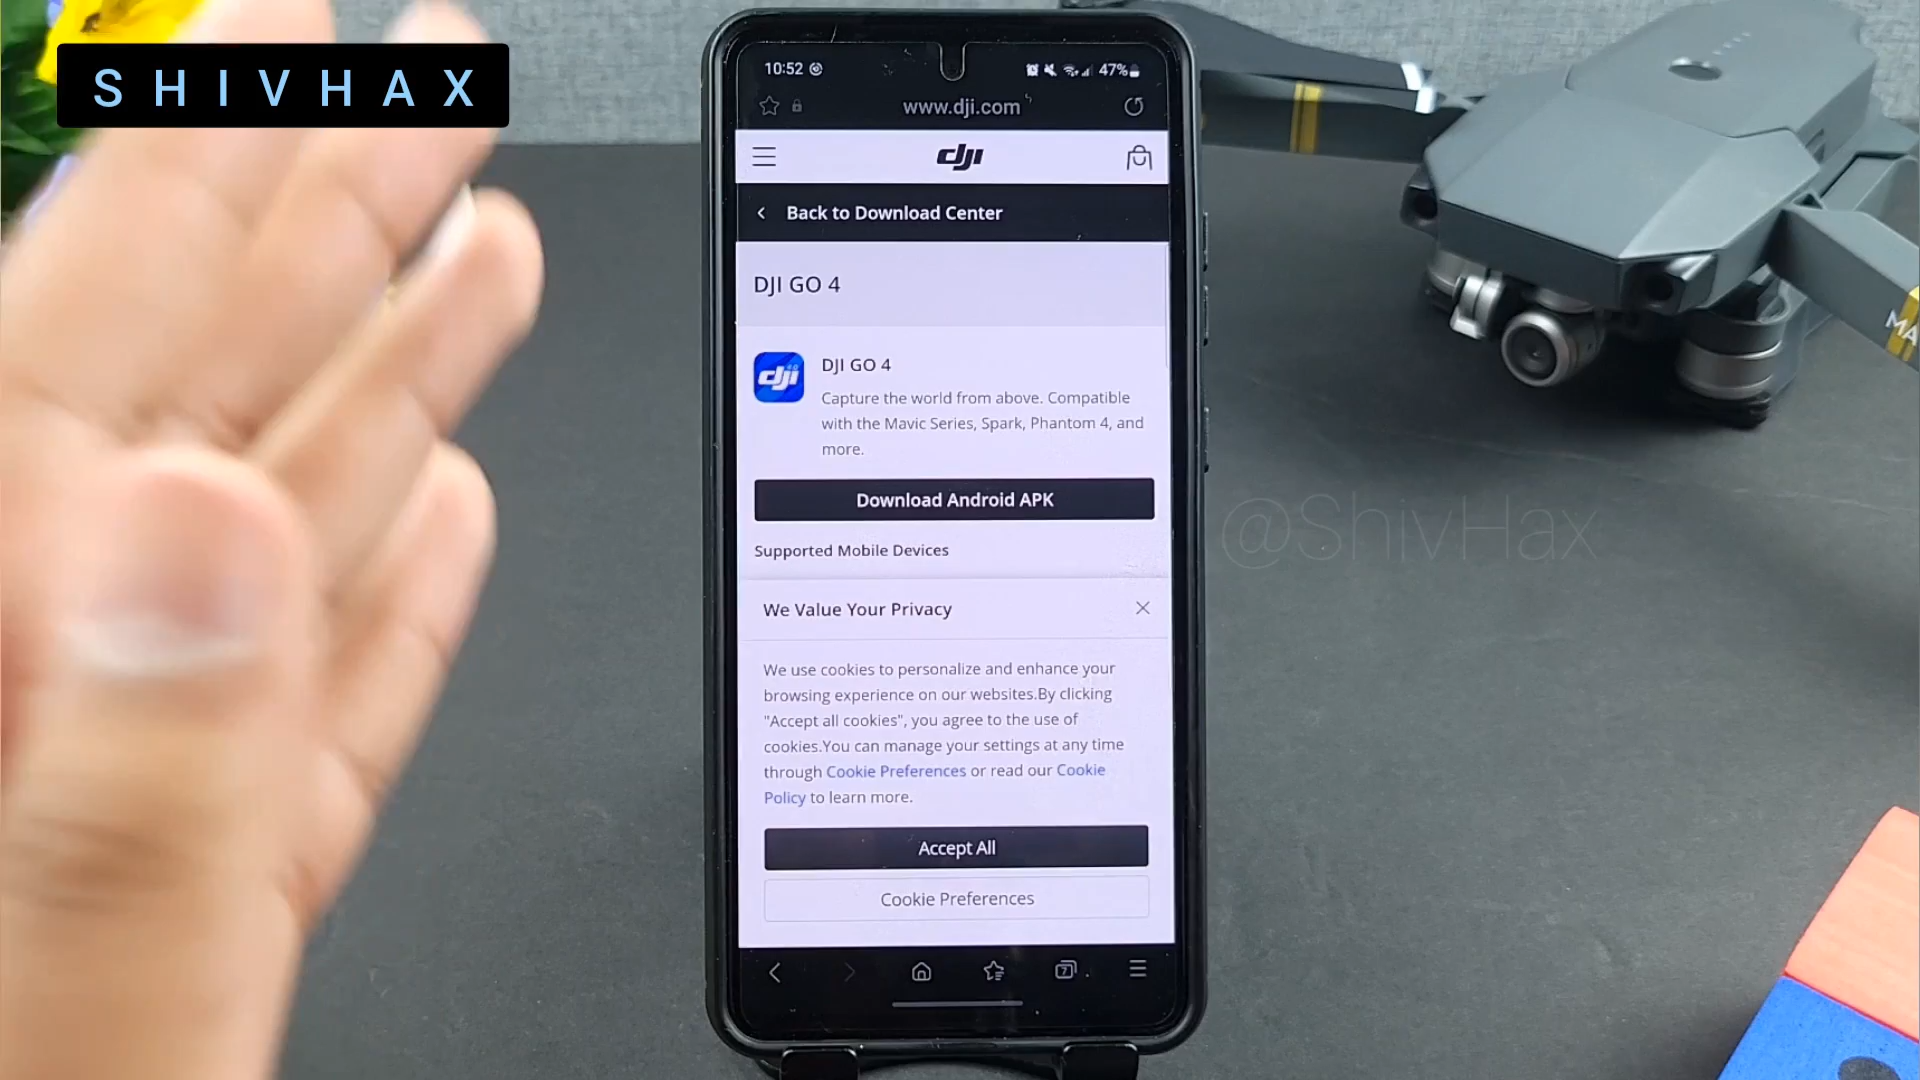 SHIVHAX
10:52
47%
www.dji.com
dji
Back to Download Center
DJI GO 4
dji
DJI GO 4
Capture the world from above. Compatible
with the Mavic Series, Spark, Phantom 4, and
more.
Download Android APK
Supported Mobile Devices
We Value Your Privacy
We use cookies to personalize and enhance your
browsing experience on our websites.By clicking
"Accept all cookies", you agree to the use of
cookies.You can manage your settings at any time
through Cookie Preferences or read our Cookie
Policy to learn more.
Accept All
Cookie Preferences
7
@ShivHax
MA